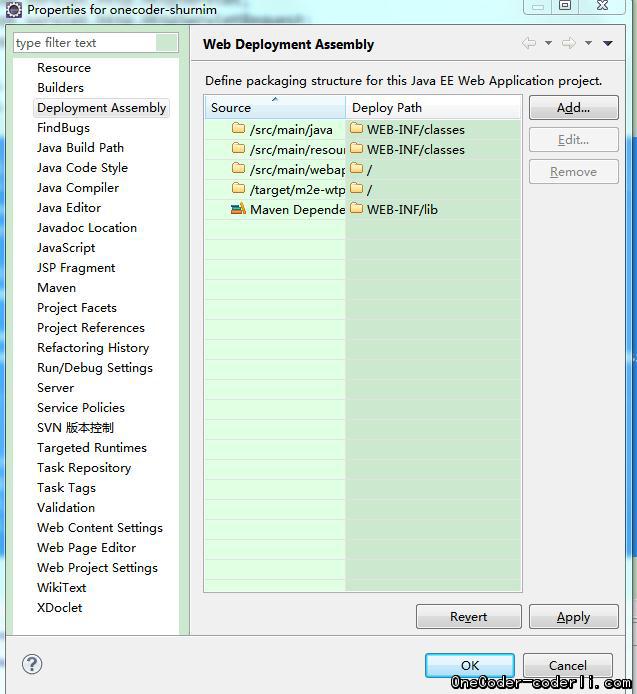 Properties for onecoder-shurnim
type filter text
Resource
Builders
Deployment Assembly
FindBugs
Java Build Path
Java Code Style
Java Compiler
Java Editor
Javadoc Location
JavaScript
JSP Fragment
Maven
Project Facets
Project References
Refactoring History
Run/Debug Settings
Server
Service Policies
SVN 版本控制
Targeted Runtimes
Task Repository
Task Tags
Validation
Web Content Settings
Web Page Editor
Web Project Settings
WikiText
XDoclet
Web Deployment Assembly
Define packaging structure for this Java EE Web Application project.
Source Deploy Path
/src/main/java WEB-INF/classes
/src/main/resou WEB-INF/classes
/src/main/webap /
/target/m2e-wtp /
Maven Depende WEB-INF/lib
Add...
Edit...
Remove
Revert Apply
OK Cancel
OneCoder-coderli.com